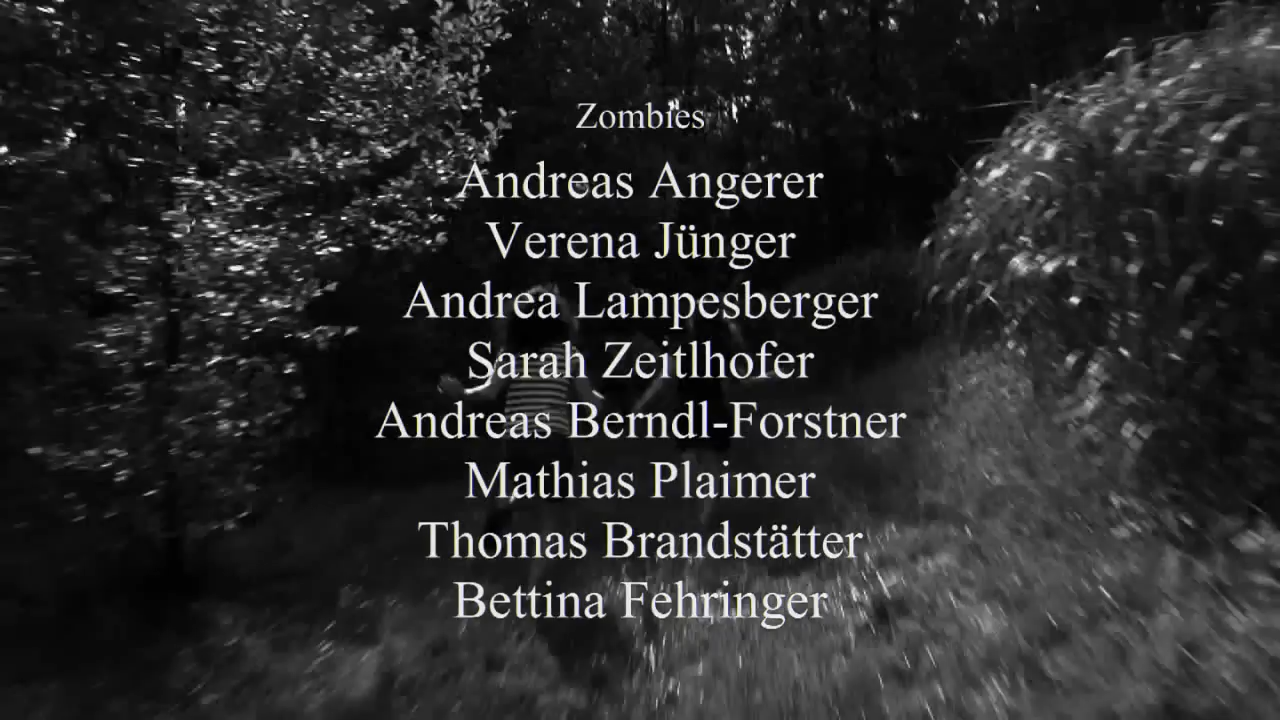 Zombies
Andreas Angerer
Verena Jünger
Andrea Lampesberger
Sarah Zeitlhofer
Andreas Berndl-Forstner
Mathias Plaimer
Thomas Brandstätter
Bettina Fehringer